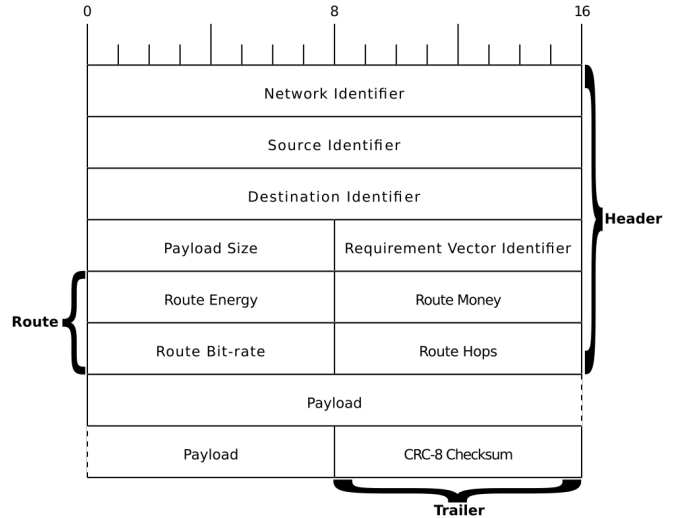 0 8 16
Network Identifier
Source Identifier
Destination Identifier
Header
Payload Size Requirement Vector Identifier
Route Energy Route Money
Route
Route Bit-rate Route Hops
Payload
Payload CRC-8 Checksum
Trailer